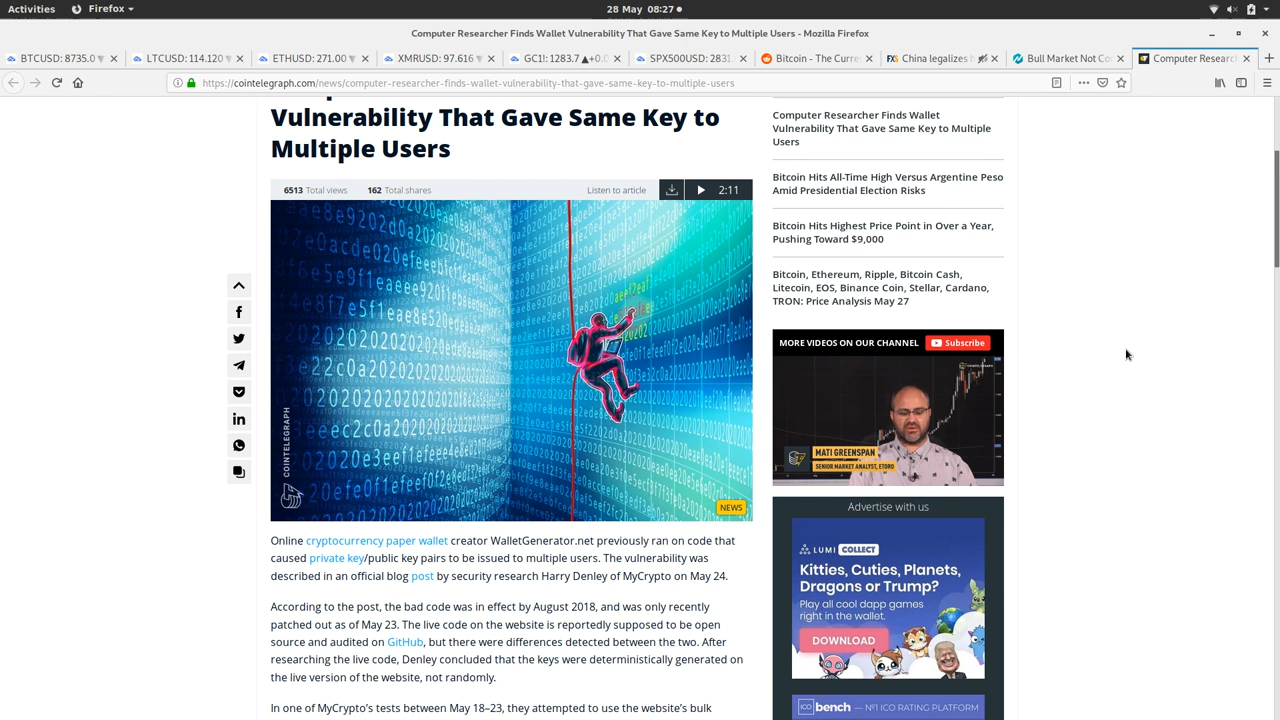 Activities
Firefox
28 May 08:27
Computer Researcher Finds Wallet Vulnerability That Gave Same Key to Multiple Users - Mozilla Firefox
BTCUSD: 8735.0
LTCUSD: 114.120
ETHUSD: 271.00
XMRUSD: 97.616
GC1!: 1283.7 ▲+0.0
SPX500USD: 2831
Bitcoin - The Curre
FXS China legalizes h
Bull Market Not Co
Computer Researc
https://cointelegraph.com/news/computer-researcher-finds-wallet-vulnerability-that-gave-same-key-to-multiple-users
Vulnerability That Gave Same Key to
Multiple Users
6513 Total views
162 Total shares
Listen to article
2:11
COINTELEGRAPH
NEWS
Online cryptocurrency paper wallet creator WalletGenerator.net previously ran on code that
caused private key/public key pairs to be issued to multiple users. The vulnerability was
described in an official blog post by security research Harry Denley of MyCrypto on May 24.
According to the post, the bad code was in effect by August 2018, and was only recently
patched out as of May 23. The live code on the website is reportedly supposed to be open
source and audited on GitHub, but there were differences detected between the two. After
researching the live code, Denley concluded that the keys were deterministically generated on
the live version of the website, not randomly.
In one of MyCrypto's tests between May 18–23, they attempted to use the website's bulk
Computer Researcher Finds Wallet
Vulnerability That Gave Same Key to Multiple
Users
Bitcoin Hits All-Time High Versus Argentine Peso
Amid Presidential Election Risks
Bitcoin Hits Highest Price Point in Over a Year,
Pushing Toward $9,000
Bitcoin, Ethereum, Ripple, Bitcoin Cash,
Litecoin, EOS, Binance Coin, Stellar, Cardano,
TRON: Price Analysis May 27
MORE VIDEOS ON OUR CHANNEL
Subscribe
COINTELEGRAPH
MATI GREENSPAN
SENIOR MARKET ANALYST, ETORO
Advertise with us
LUMI COLLECT
Kitties, Cuties, Planets,
Dragons or Trump?
Play all cool dapp games
right in the wallet.
DOWNLOAD
ICO bench — №1 ICO RATING PLATFORM